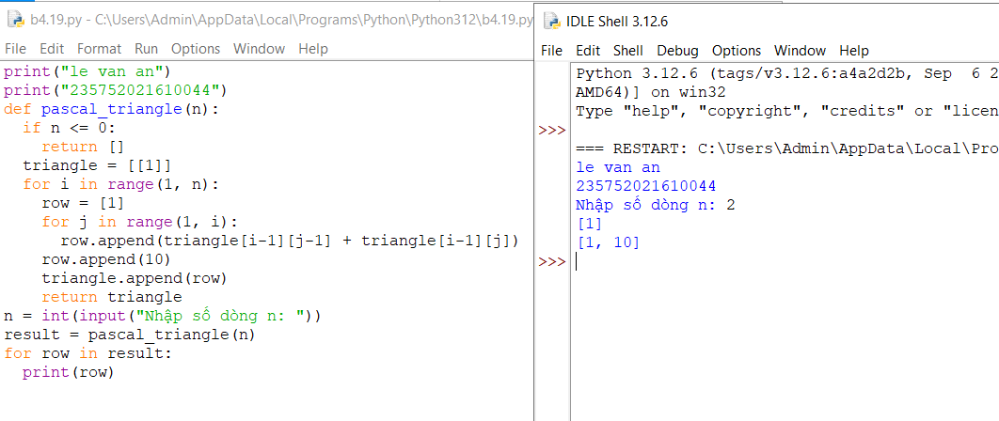 b4.19.py - C:\Users\Admin\AppData\Local\Programs\Python\Python312\b4.19.py
File Edit Format Run Options Window Help
print("le van an")
print("235752021610044")
def pascal_triangle(n):
  if n <= 0:
    return []
  triangle = [[1]]
  for i in range(1, n):
    row = [1]
    for j in range(1, i):
      row.append(triangle[i-1][j-1] + triangle[i-1][j])
    row.append(10)
    triangle.append(row)
    return triangle
n = int(input("Nhập số dòng n: "))
result = pascal_triangle(n)
for row in result:
  print(row)
IDLE Shell 3.12.6
File Edit Shell Debug Options Window Help
Python 3.12.6 (tags/v3.12.6:a4a2d2b, Sep  6 2
AMD64)] on win32
Type "help", "copyright", "credits" or "licen
>>>
=== RESTART: C:\Users\Admin\AppData\Local\Pro
le van an
235752021610044
Nhập số dòng n: 2
[1]
[1, 10]
>>>